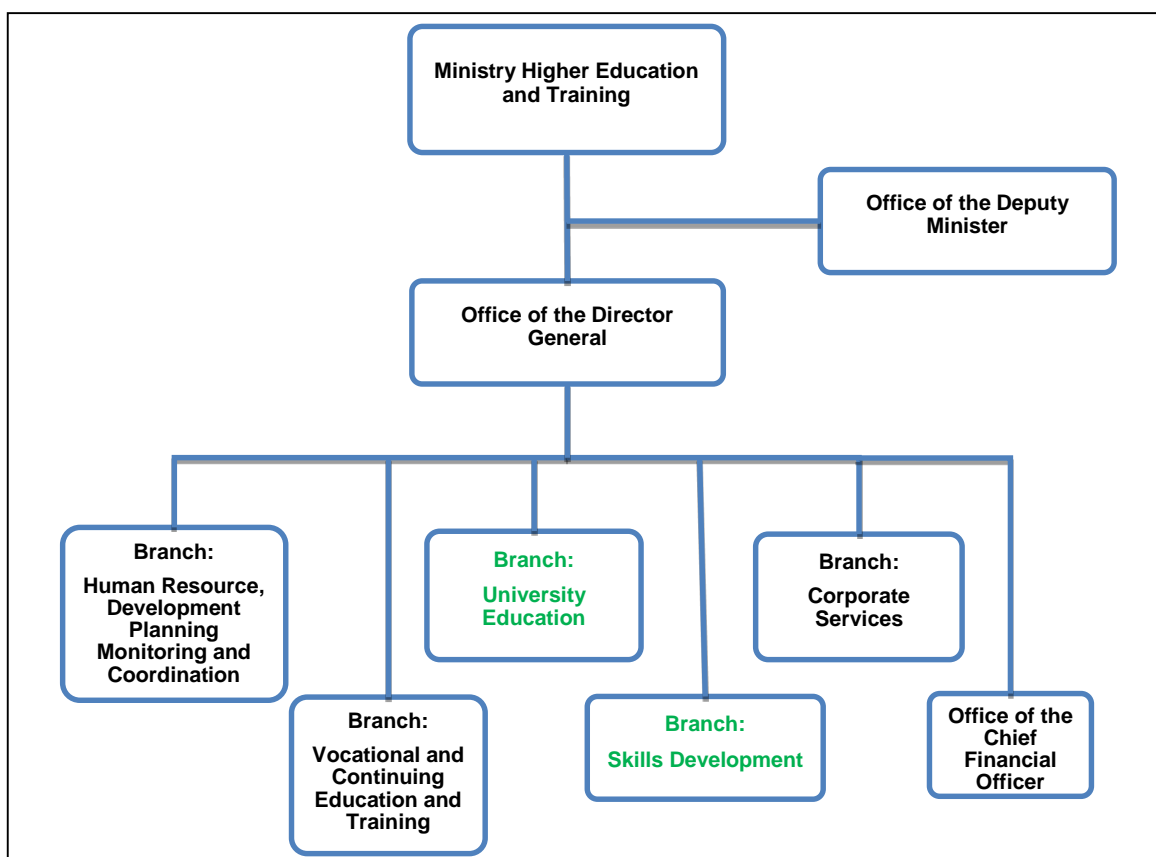 Ministry Higher Education
and Training
Office of the Deputy
Minister
Office of the Director
General
Branch:
Human Resource,
Development
Planning
Monitoring and
Coordination
Branch:
Vocational and
Continuing
Education and
Training
Branch:
University
Education
Branch:
Skills Development
Branch:
Corporate
Services
Office of the
Chief
Financial
Officer